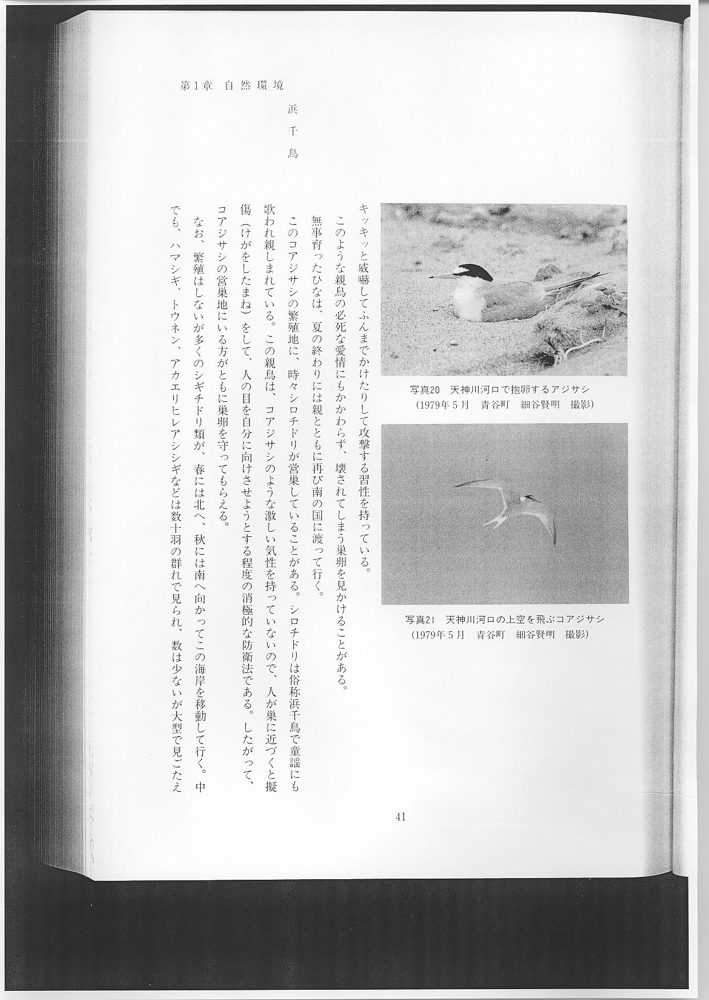 第1章 自然環境
浜千鳥
写真20 天神川河口で抱卵するアジサシ
(1979年5月 青谷町 細谷賢明 撮影)
写真21 天神川河口の上空を飛ぶコアジサシ
(1979年5月 青谷町 細谷賢明 撮影)
キッキッと威嚇してふんまでかけたりして攻撃する習性を持っている。
このような親鳥の必死な愛情にもかかわらず、壊されてしまう巣卵を見かけることがある。
無事育ったひなは、夏の終わりには親とともに再び南の国に渡って行く。
このコアジサシの繁殖地に、時々シロチドリが営巣していることがある。シロチドリは俗称浜千鳥で童謡にも
歌われ親しまれている。この親鳥は、コアジサシのような激しい気性を持っていないので、人が巣に近づくと擬
傷(けがをしたまね)をして、人の目を自分に向けさせようとする程度の消極的な防衛法である。したがって、
コアジサシの営巣地にいる方がともに巣卵を守ってもらえる。
なお、繁殖はしないが多くのシギチドリ類が、春には北へ、秋には南へ向かってこの海岸を移動して行く。中
でも、ハマシギ、トウネン、アカエリヒレアシシギなどは数十羽の群れで見られ、数は少ないが大型で見ごたえ
41